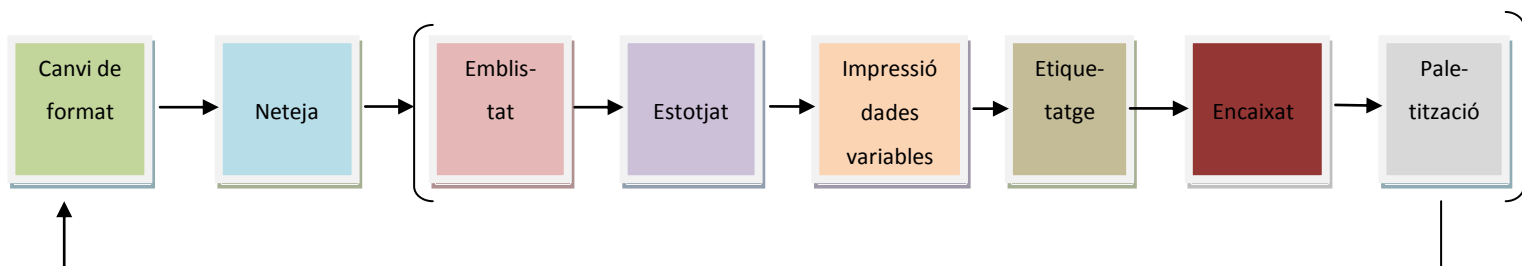 Canvi de
format
Neteja
Emblis-
tat
Estotjat
Impressió
dades
variables
Etique-
tatge
Encaixat
Pale-
tització